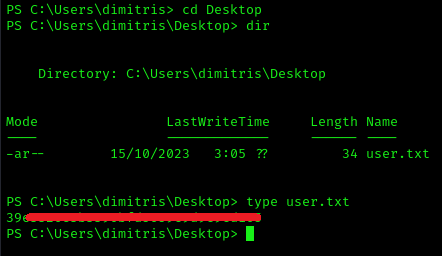 PS C:\Users\dimitris> cd Desktop
PS C:\Users\dimitris\Desktop> dir
Directory: C:\Users\dimitris\Desktop
Mode LastWriteTime Length Name
---- ------------- ------ ----
-ar-- 15/10/2023 3:05 ?? 34 user.txt
PS C:\Users\dimitris\Desktop> type user.txt
PS C:\Users\dimitris\Desktop>